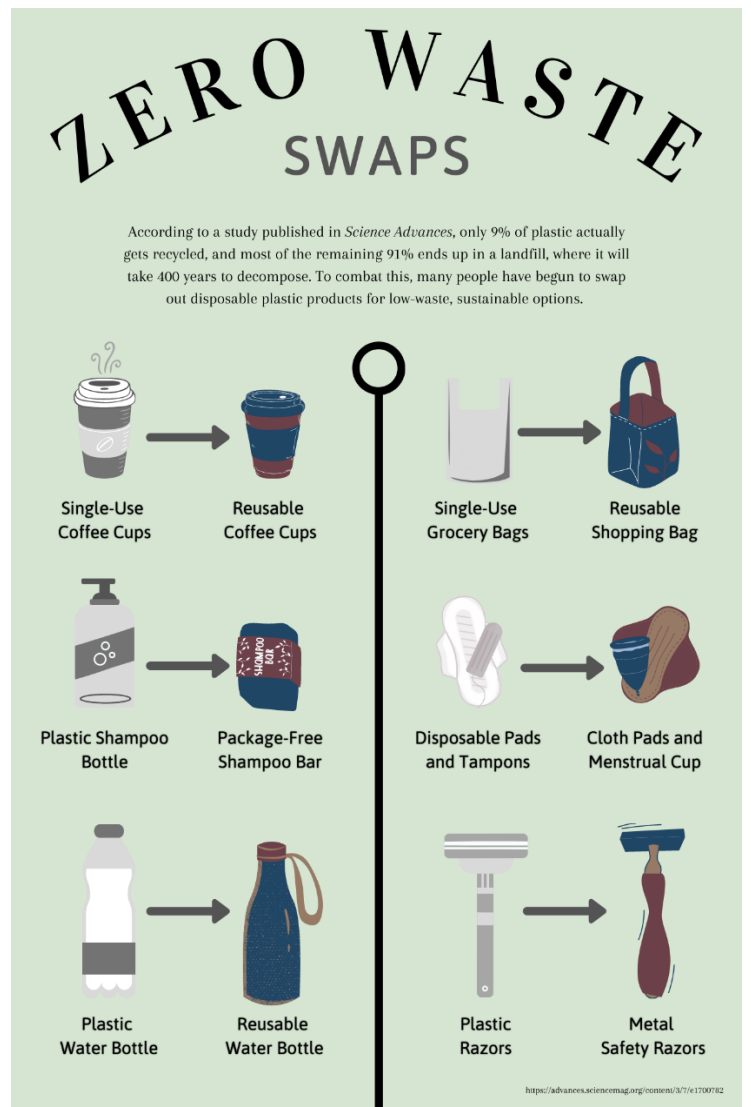 ZERO WASTE
SWAPS
According to a study published in Science Advances, only 9% of plastic actually
gets recycled, and most of the remaining 91% ends up in a landfill, where it will
take 400 years to decompose. To combat this, many people have begun to swap
out disposable plastic products for low-waste, sustainable options.
Single-Use
Coffee Cups
Reusable
Coffee Cups
Single-Use
Grocery Bags
Reusable
Shopping Bag
SHAMPOO
BAR
Plastic Shampoo
Bottle
Package-Free
Shampoo Bar
Disposable Pads
and Tampons
Cloth Pads and
Menstrual Cup
Plastic
Water Bottle
Reusable
Water Bottle
Plastic
Razors
Metal
Safety Razors
https://advances.sciencemag.org/content/3/7/e1700782